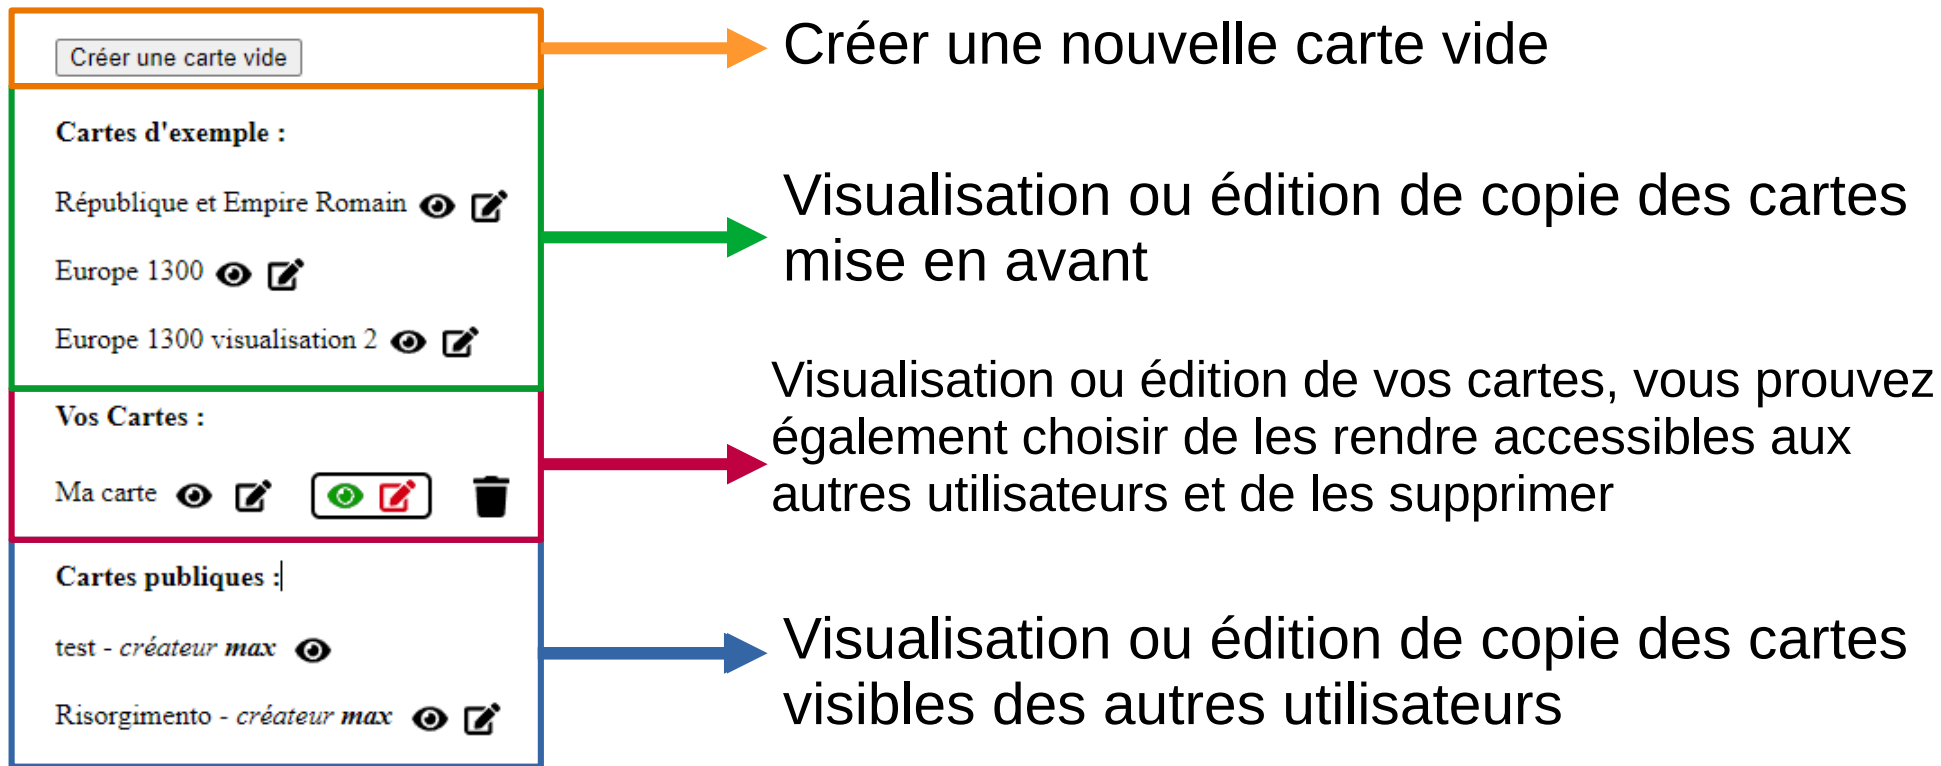 Créer une carte vide
Créer une nouvelle carte vide
Cartes d'exemple :
République et Empire Romain
Europe 1300
Europe 1300 visualisation 2
Visualisation ou édition de copie des cartes
mise en avant
Vos Cartes :
Ma carte
Visualisation ou édition de vos cartes, vous prouvez
également choisir de les rendre accessibles aux
autres utilisateurs et de les supprimer
Cartes publiques :
test - créateur max
Risorgimento - créateur max
Visualisation ou édition de copie des cartes
visibles des autres utilisateurs